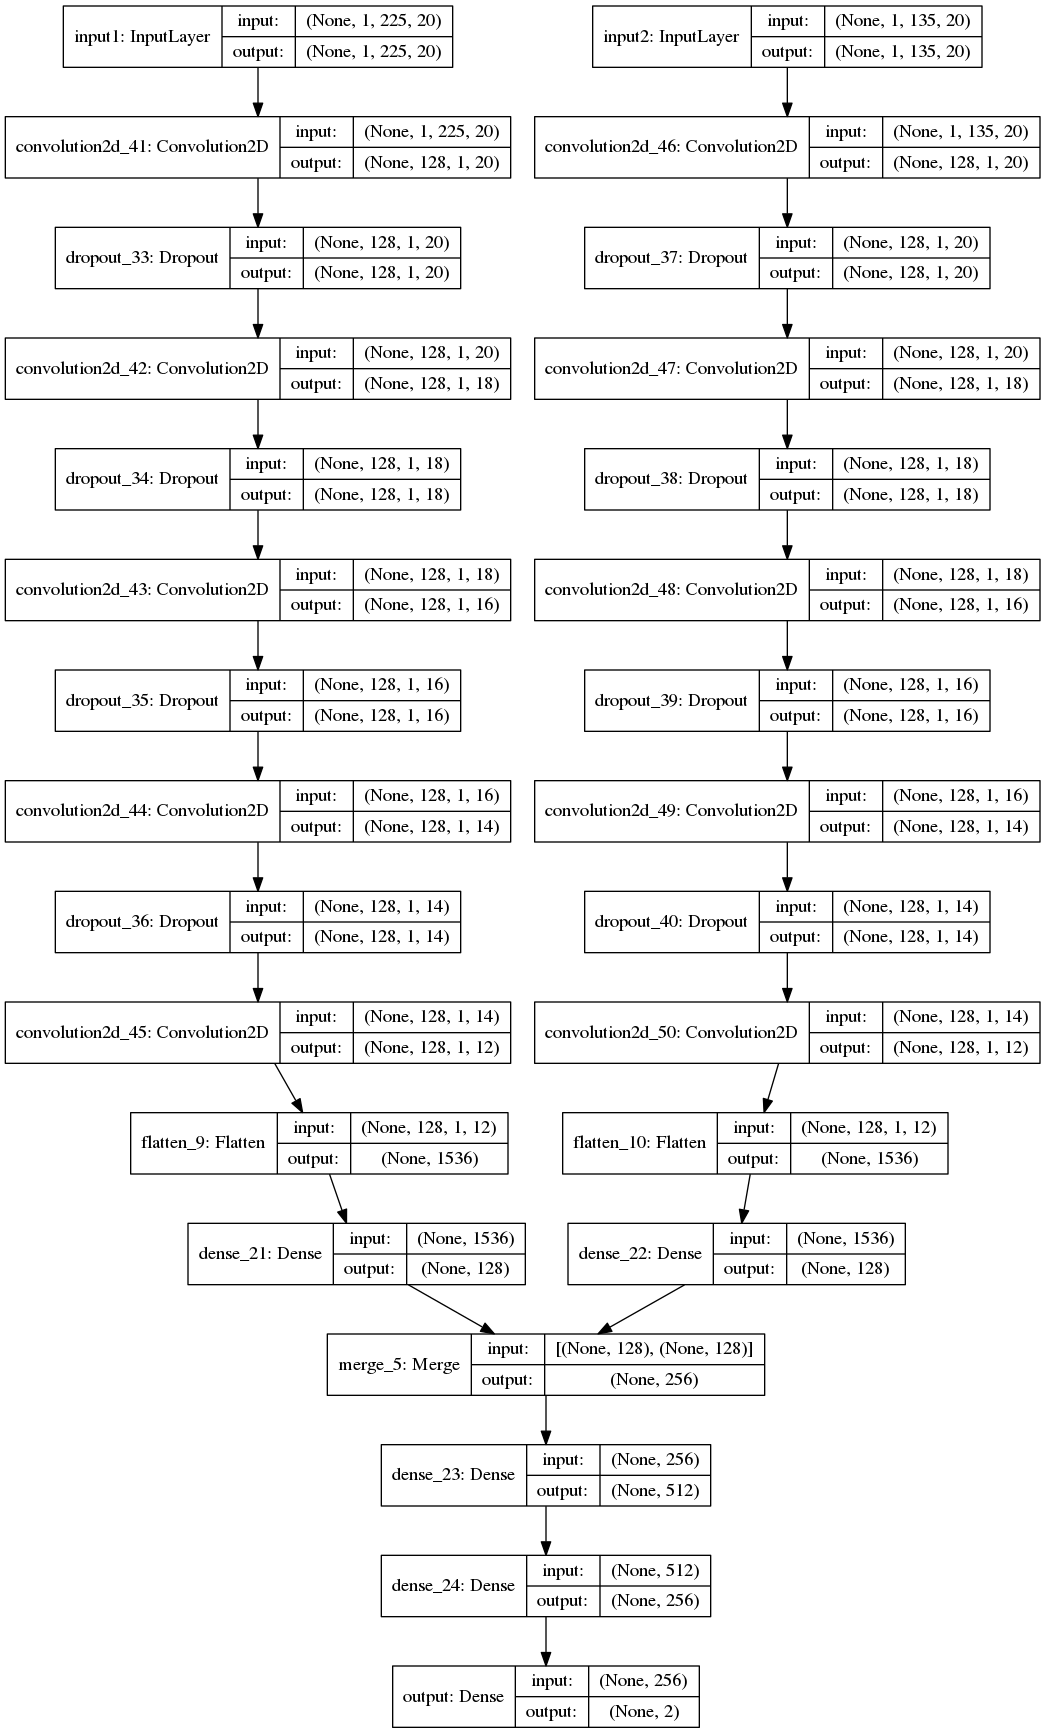 input1: InputLayer input: (None, 1, 225, 20)
output: (None, 1, 225, 20)
input2: InputLayer input: (None, 1, 135, 20)
output: (None, 1, 135, 20)
convolution2d_41: Convolution2D input: (None, 1, 225, 20)
output: (None, 128, 1, 20)
convolution2d_46: Convolution2D input: (None, 1, 135, 20)
output: (None, 128, 1, 20)
dropout_33: Dropout input: (None, 128, 1, 20)
output: (None, 128, 1, 20)
dropout_37: Dropout input: (None, 128, 1, 20)
output: (None, 128, 1, 20)
convolution2d_42: Convolution2D input: (None, 128, 1, 20)
output: (None, 128, 1, 18)
convolution2d_47: Convolution2D input: (None, 128, 1, 20)
output: (None, 128, 1, 18)
dropout_34: Dropout input: (None, 128, 1, 18)
output: (None, 128, 1, 18)
dropout_38: Dropout input: (None, 128, 1, 18)
output: (None, 128, 1, 18)
convolution2d_43: Convolution2D input: (None, 128, 1, 18)
output: (None, 128, 1, 16)
convolution2d_48: Convolution2D input: (None, 128, 1, 18)
output: (None, 128, 1, 16)
dropout_35: Dropout input: (None, 128, 1, 16)
output: (None, 128, 1, 16)
dropout_39: Dropout input: (None, 128, 1, 16)
output: (None, 128, 1, 16)
convolution2d_44: Convolution2D input: (None, 128, 1, 16)
output: (None, 128, 1, 14)
convolution2d_49: Convolution2D input: (None, 128, 1, 16)
output: (None, 128, 1, 14)
dropout_36: Dropout input: (None, 128, 1, 14)
output: (None, 128, 1, 14)
dropout_40: Dropout input: (None, 128, 1, 14)
output: (None, 128, 1, 14)
convolution2d_45: Convolution2D input: (None, 128, 1, 14)
output: (None, 128, 1, 12)
convolution2d_50: Convolution2D input: (None, 128, 1, 14)
output: (None, 128, 1, 12)
flatten_9: Flatten input: (None, 128, 1, 12)
output: (None, 1536)
flatten_10: Flatten input: (None, 128, 1, 12)
output: (None, 1536)
dense_21: Dense input: (None, 1536)
output: (None, 128)
dense_22: Dense input: (None, 1536)
output: (None, 128)
merge_5: Merge input: [(None, 128), (None, 128)]
output: (None, 256)
dense_23: Dense input: (None, 256)
output: (None, 512)
dense_24: Dense input: (None, 512)
output: (None, 256)
output: Dense input: (None, 256)
output: (None, 2)